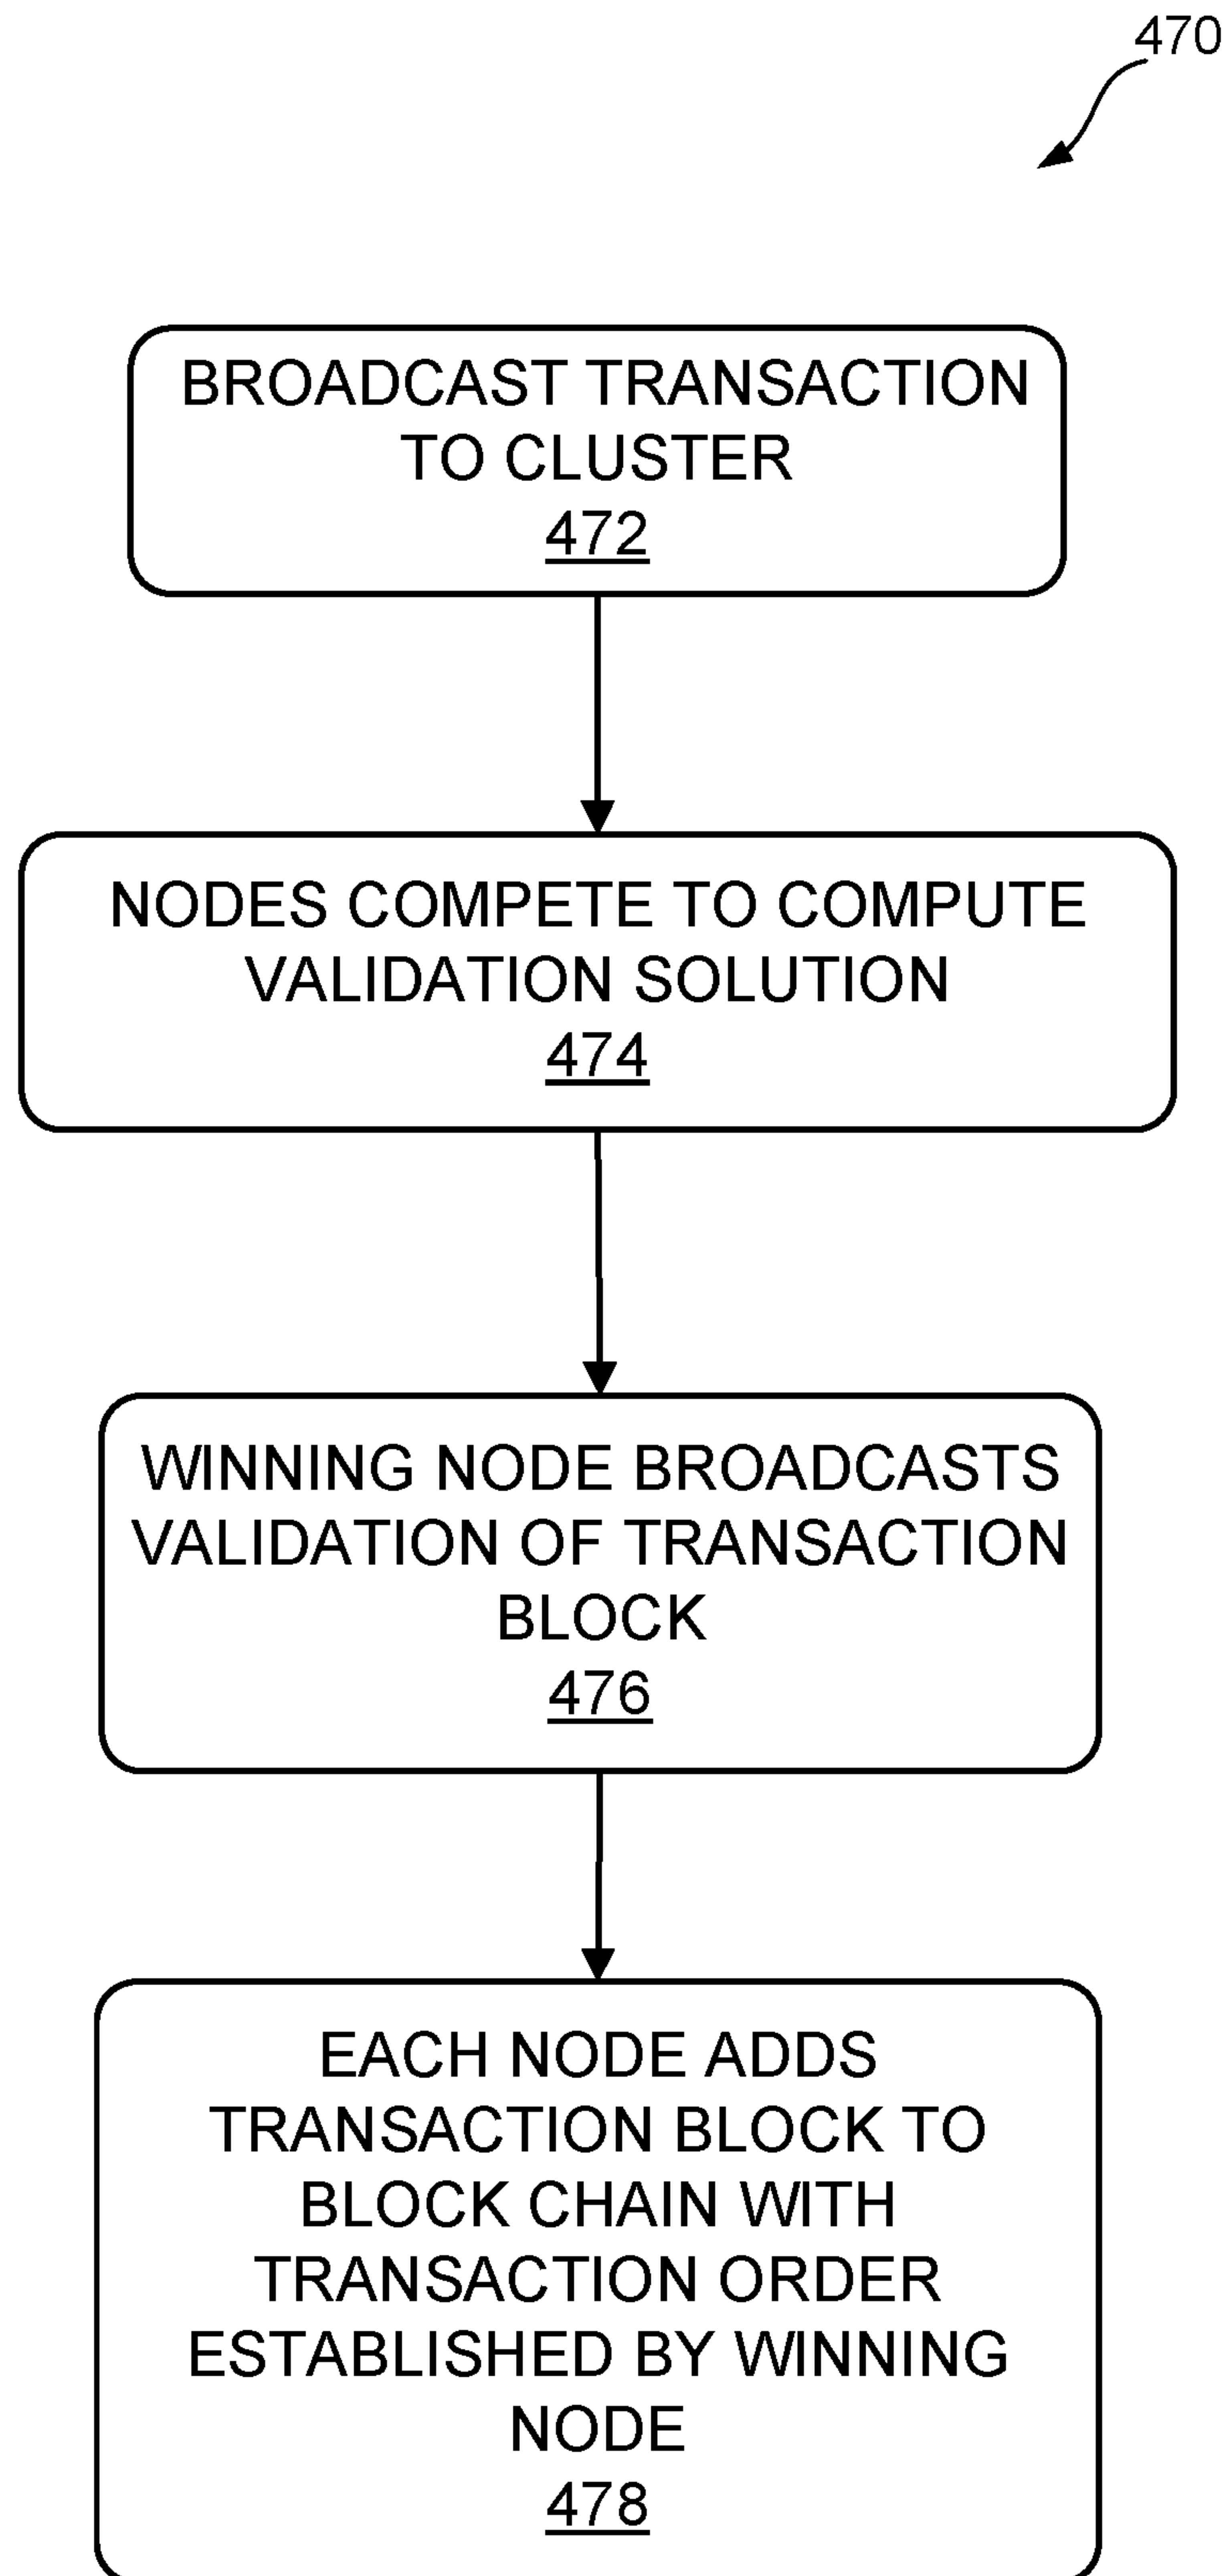 470
BROADCAST TRANSACTION
TO CLUSTER
472
NODES COMPETE TO COMPUTE
VALIDATION SOLUTION
474
WINNING NODE BROADCASTS
VALIDATION OF TRANSACTION
BLOCK
476
EACH NODE ADDS
TRANSACTION BLOCK TO
BLOCK CHAIN WITH
TRANSACTION ORDER
ESTABLISHED BY WINNING
NODE
478